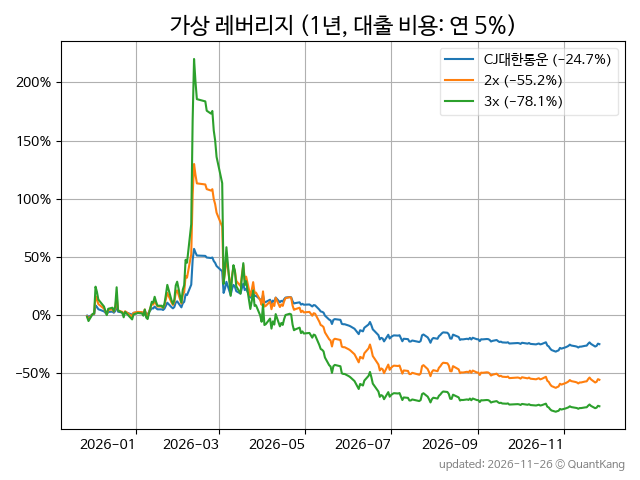 가상 레버리지 (1년, 대출 비용: 연 5%)
CJ대한통운 (-24.7%)
2x (-55.2%)
3x (-78.1%)
200%
150%
100%
50%
0%
-50%
2026-01
2026-03
2026-05
2026-07
2026-09
2026-11
updated: 2026-11-26 © QuantKang